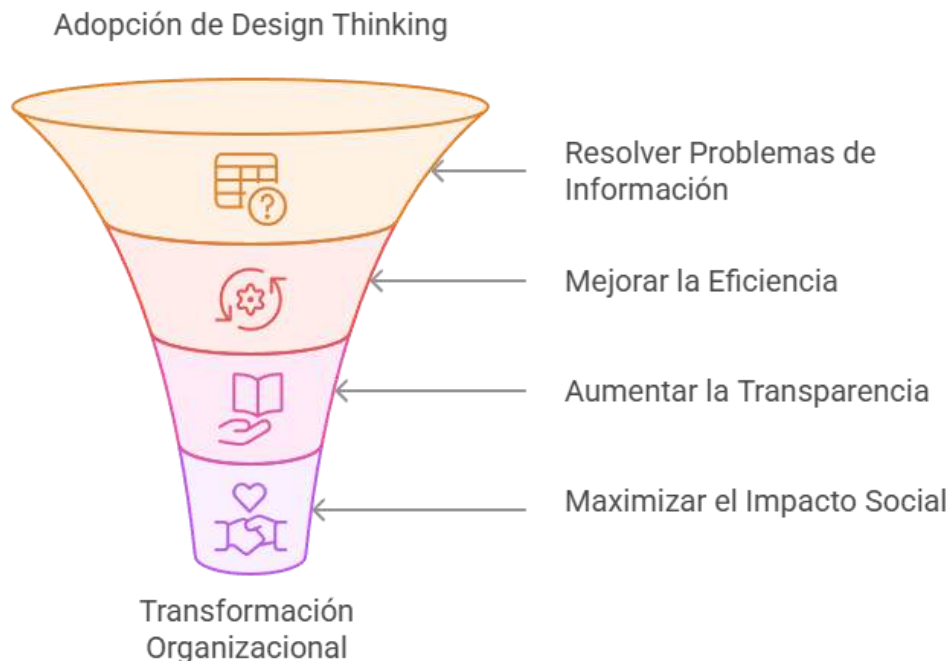 Adopción de Design Thinking
Resolver Problemas de
Información
?
Mejorar la Eficiencia
Aumentar la Transparencia
Maximizar el Impacto Social
Transformación
Organizacional